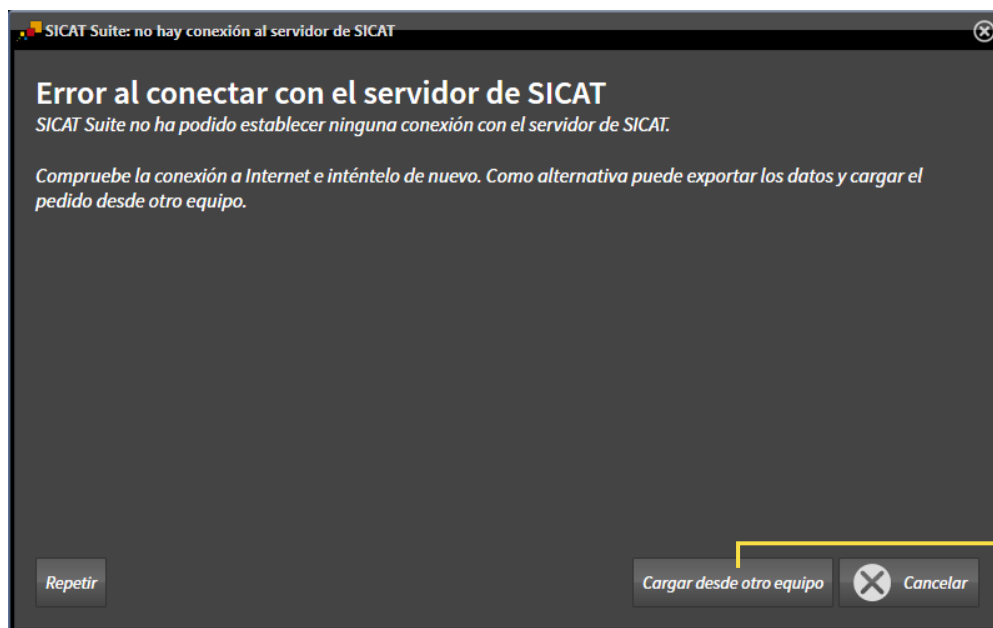 SICAT Suite: no hay conexión al servidor de SICAT
Error al conectar con el servidor de SICAT
SICAT Suite no ha podido establecer ninguna conexión con el servidor de SICAT.
Compruebe la conexión a Internet e inténtelo de nuevo. Como alternativa puede exportar los datos y cargar el
pedido desde otro equipo.
Repetir
Cargar desde otro equipo
Cancelar